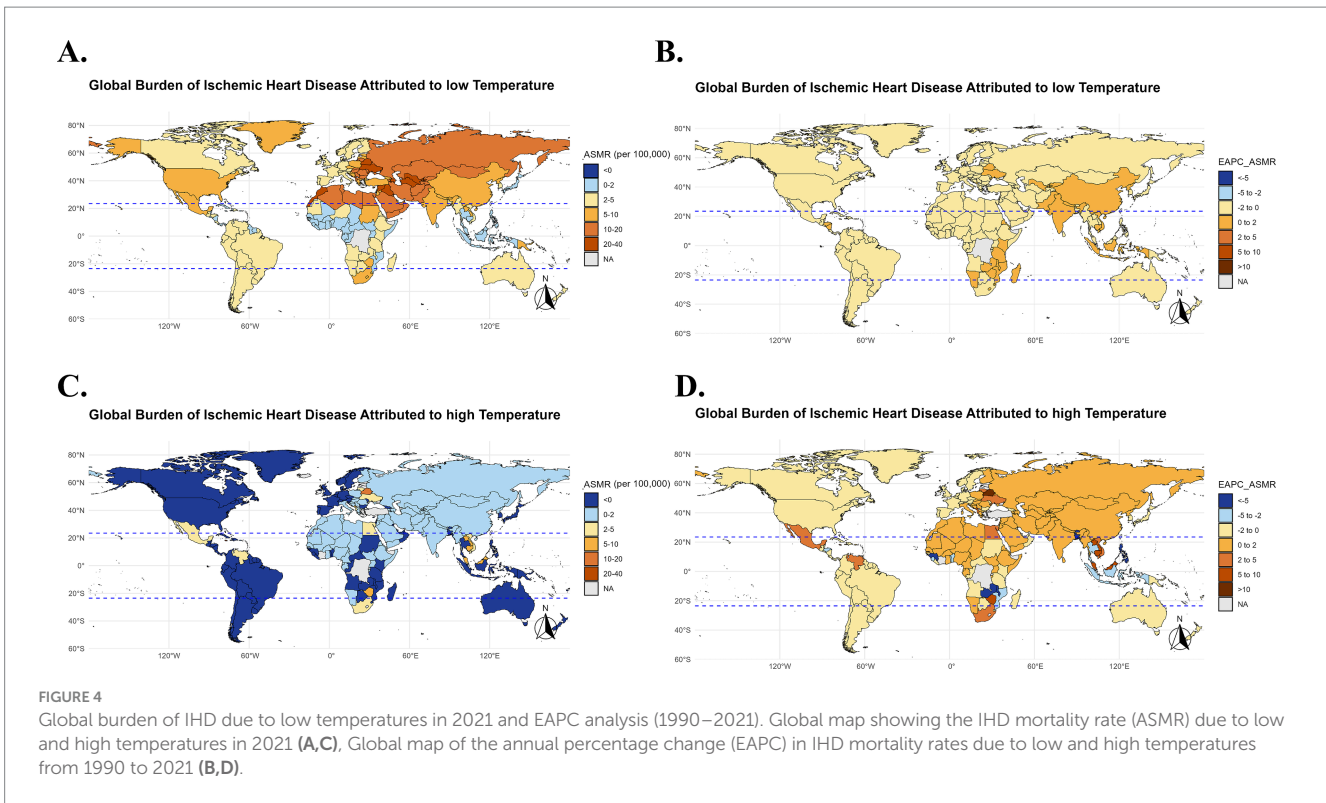 A.
Global Burden of Ischemic Heart Disease Attributed to low Temperature
80°N
60°N
40°N
20°N
0°
20°S
40°S
60°S
120°W
60°W
0°
60°E
120°E
ASMR (per 100,000)
<0
0-2
2-5
5-10
10-20
20-40
NA
N
B.
Global Burden of Ischemic Heart Disease Attributed to low Temperature
80°N
60°N
40°N
20°N
0°
20°S
40°S
60°S
120°W
60°W
0°
60°E
120°E
EAPC_ASMR
<-5
-5 to -2
-2 to 0
0 to 2
2 to 5
5 to 10
>10
NA
N
C.
Global Burden of Ischemic Heart Disease Attributed to high Temperature
80°N
60°N
40°N
20°N
0°
20°S
40°S
60°S
120°W
60°W
0°
60°E
120°E
ASMR (per 100,000)
<0
0-2
2-5
5-10
10-20
20-40
NA
N
D.
Global Burden of Ischemic Heart Disease Attributed to high Temperature
80°N
60°N
40°N
20°N
0°
20°S
40°S
60°S
120°W
60°W
0°
60°E
120°E
EAPC_ASMR
<-5
-5 to -2
-2 to 0
0 to 2
2 to 5
5 to 10
>10
NA
N
FIGURE 4
Global burden of IHD due to low temperatures in 2021 and EAPC analysis (1990–2021). Global map showing the IHD mortality rate (ASMR) due to low
and high temperatures in 2021 (A,C), Global map of the annual percentage change (EAPC) in IHD mortality rates due to low and high temperatures
from 1990 to 2021 (B,D).